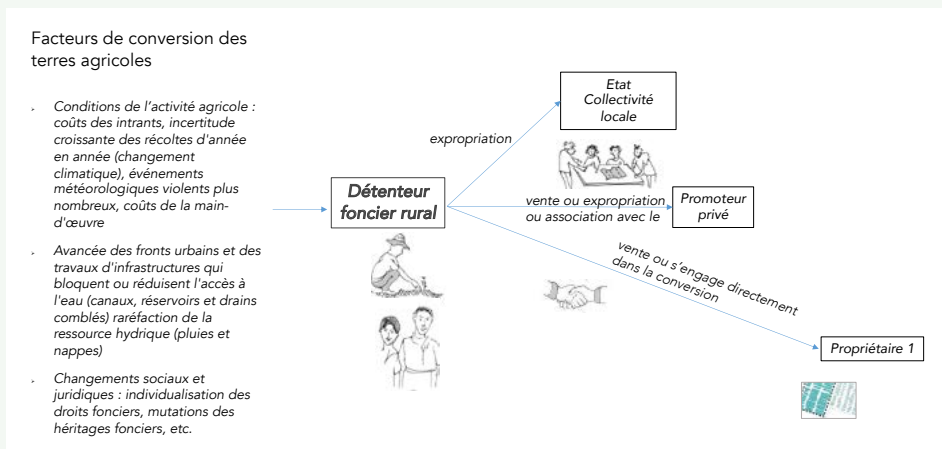 Facteurs de conversion des
terres agricoles
Conditions de l'activité agricole :
coûts des intrants, incertitude
croissante des récoltes d'année
en année (changement
climatique), événements
météorologiques violents plus
nombreux, coûts de la main-
d'œuvre
Avancée des fronts urbains et des
travaux d'infrastructures qui
bloquent ou réduisent l'accès à
l'eau (canaux, réservoirs et drains
comblés) raréfaction de la
ressource hydrique (pluies et
nappes)
Changements sociaux et
juridiques : individualisation des
droits fonciers, mutations des
héritages fonciers, etc.
Détenteur
foncier rural
expropriation
Etat
Collectivité
locale
vente ou expropriation
ou association avec le
Promoteur
privé
vente ou s'engage directement
dans la conversion
Propriétaire 1